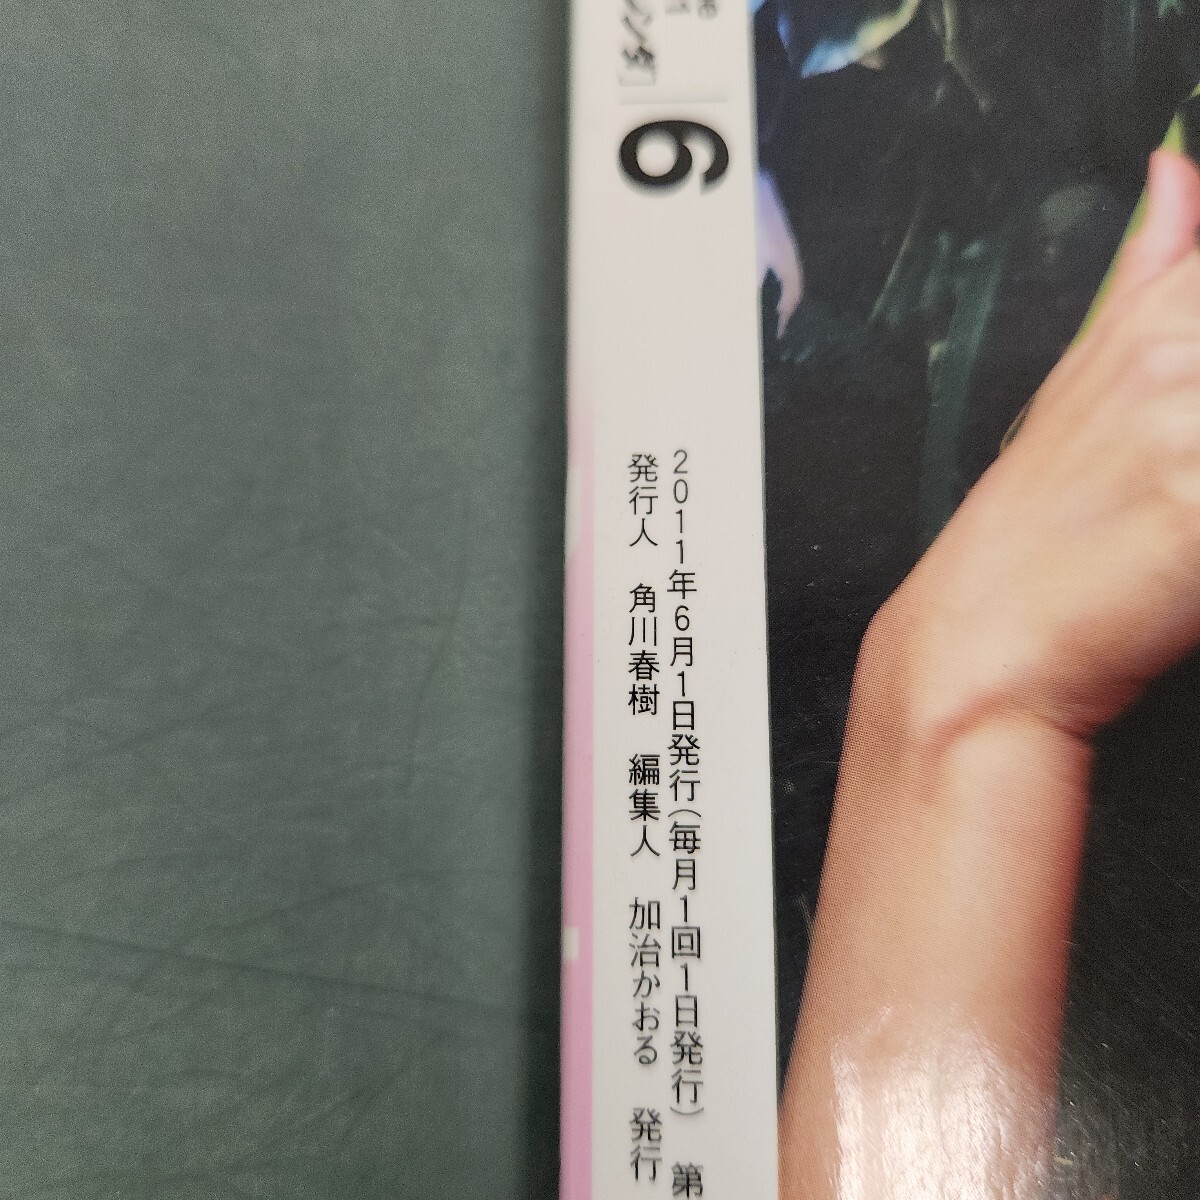 ンダ］
6
2011年6月1日発行(毎月1回1日発行) 第
発行人 角川春樹 編集人 加治かおる 発行